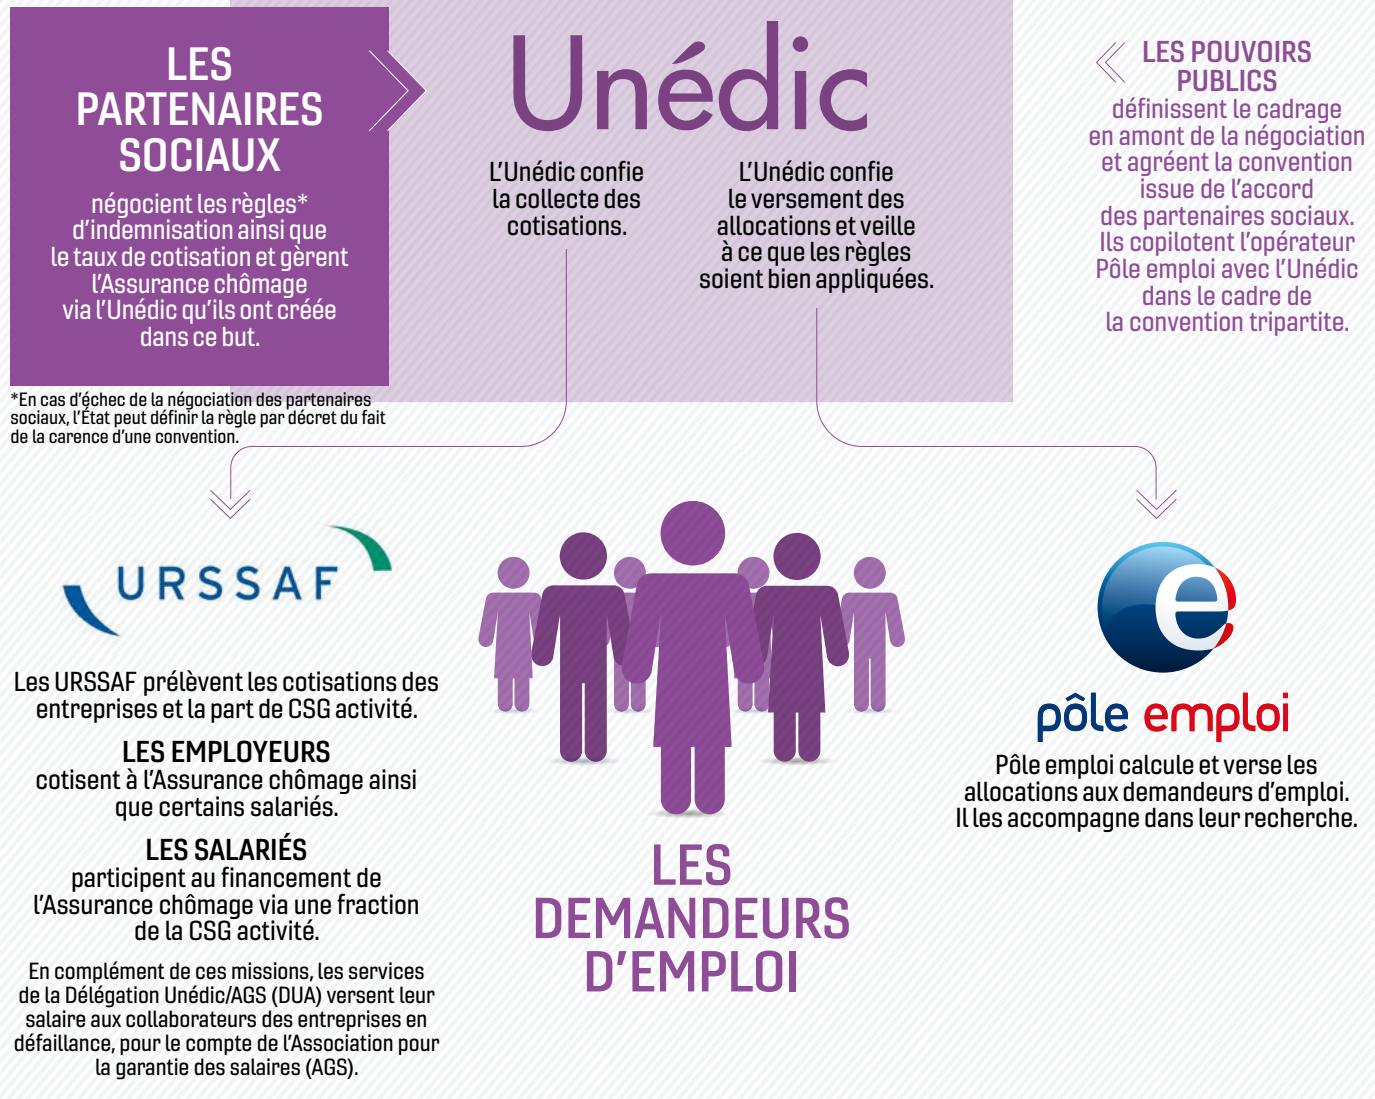 LES
PARTENAIRES
SOCIAUX
négocient les règles*
d'indemnisation ainsi que
le taux de cotisation et gèrent
l'Assurance chômage
via l'Unédic qu'ils ont créée
dans ce but.
*En cas d'échec de la négociation des partenaires
sociaux, l'État peut définir la règle par décret du fait
de la carence d'une convention.
Unédic
L'Unédic confie
la collecte des
cotisations.
L'Unédic confie
le versement des
allocations et veille
à ce que les règles
soient bien appliquées.
LES POUVOIRS
PUBLICS
définissent le cadrage
en amont de la négociation
et agréent la convention
issue de l'accord
des partenaires sociaux.
Ils copilotent l'opérateur
Pôle emploi avec l'Unédic
dans le cadre de
la convention tripartite.
URSSAF
Les URSSAF prélèvent les cotisations des
entreprises et la part de CSG activité.
LES EMPLOYEURS
cotisent à l'Assurance chômage ainsi
que certains salariés.
LES SALARIÉS
participent au financement de
l'Assurance chômage via une fraction
de la CSG activité.
En complément de ces missions, les services
de la Délégation Unédic/AGS (DUA) versent leur
salaire aux collaborateurs des entreprises en
défaillance, pour le compte de l'Association pour
la garantie des salaires (AGS).
LES
DEMANDEURS
D'EMPLOI
e
pôle emploi
Pôle emploi calcule et verse les
allocations aux demandeurs d'emploi.
Il les accompagne dans leur recherche.